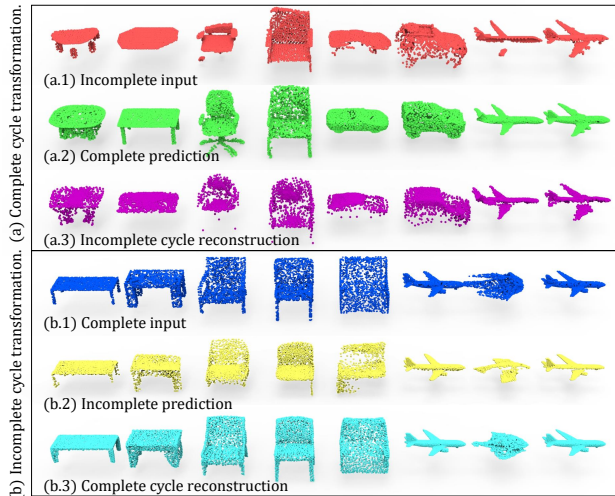 (a) Complete cycle transformation.
(a.1) Incomplete input
(a.2) Complete prediction
(a.3) Incomplete cycle reconstruction
(b) Incomplete cycle transformation.
(b.1) Complete input
(b.2) Incomplete prediction
(b.3) Complete cycle reconstruction